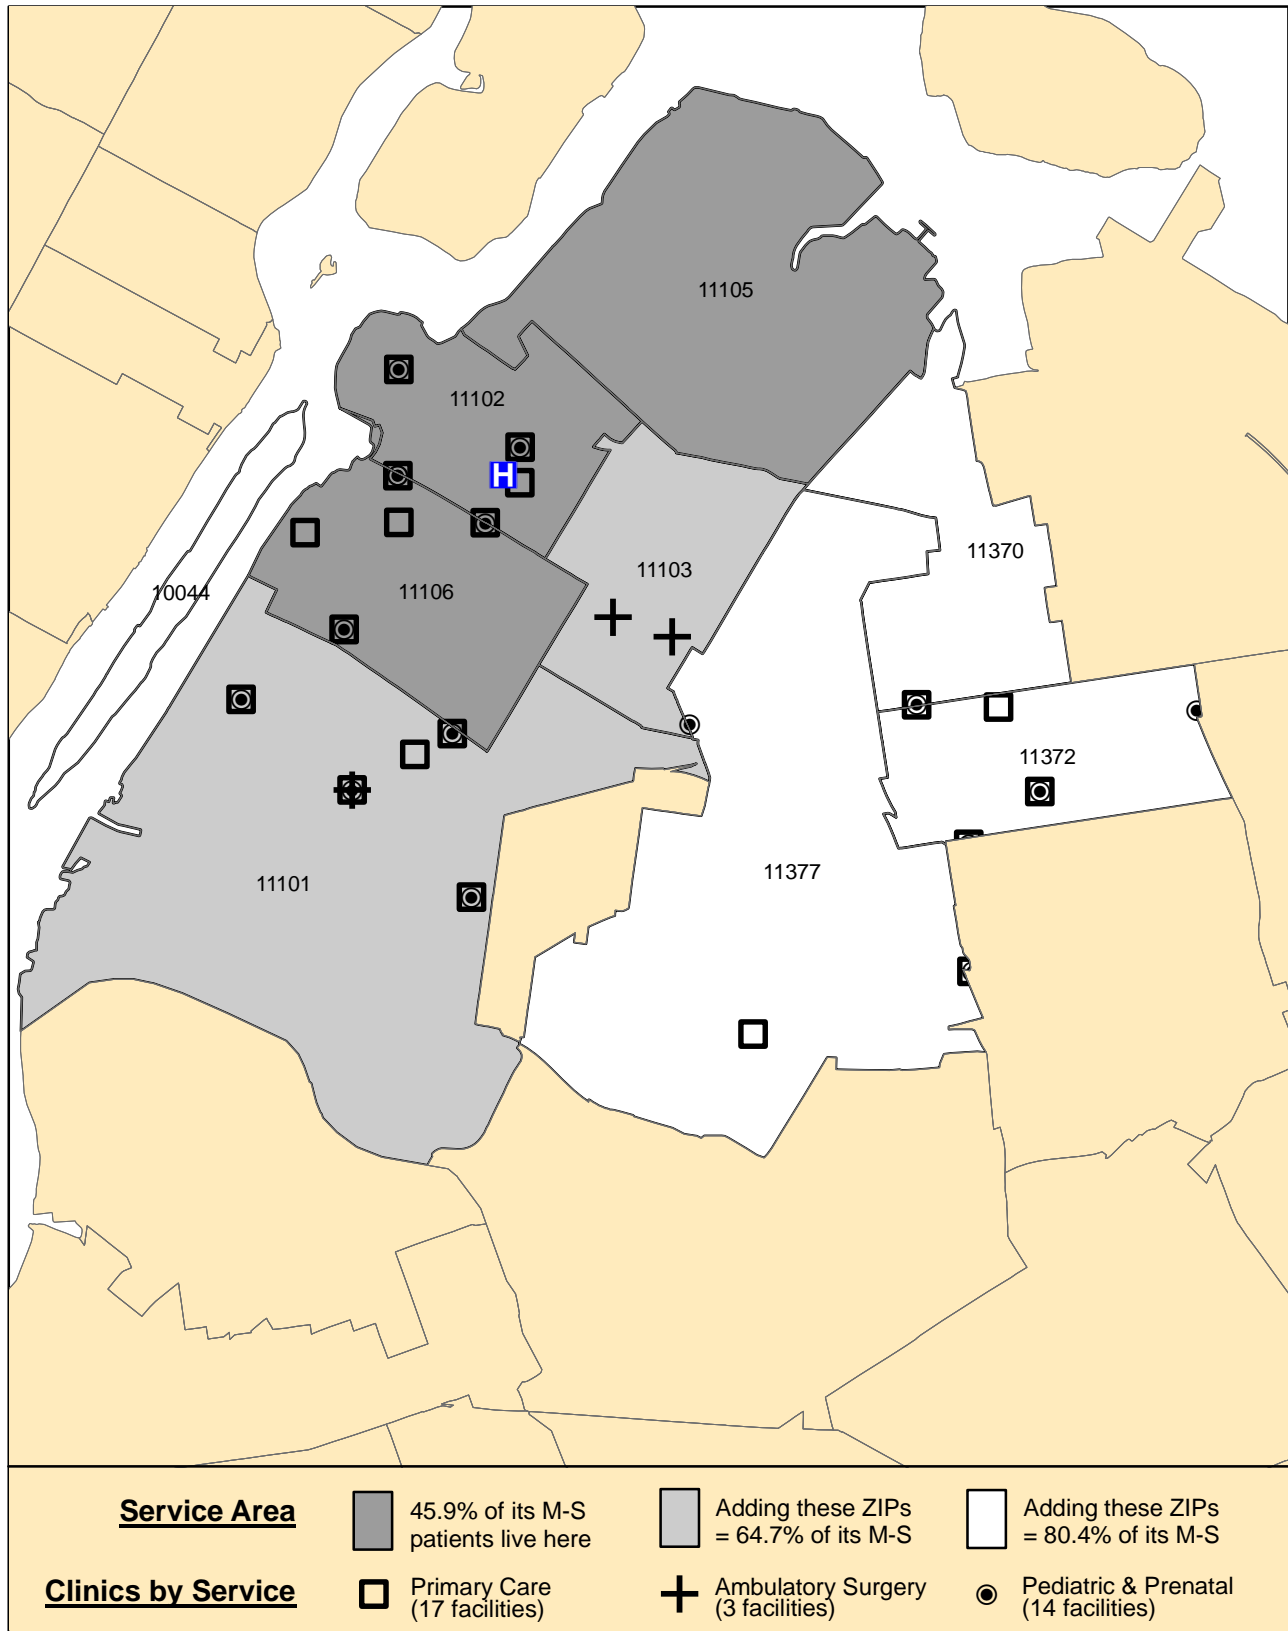 11105
11102
H
11103
11370
10044
11106
11372
11377
11101
Service Area
45.9% of its M-S
patients live here
Adding these ZIPs
= 64.7% of its M-S
Adding these ZIPs
= 80.4% of its M-S
Clinics by Service
Primary Care
(17 facilities)
Ambulatory Surgery
(3 facilities)
Pediatric & Prenatal
(14 facilities)